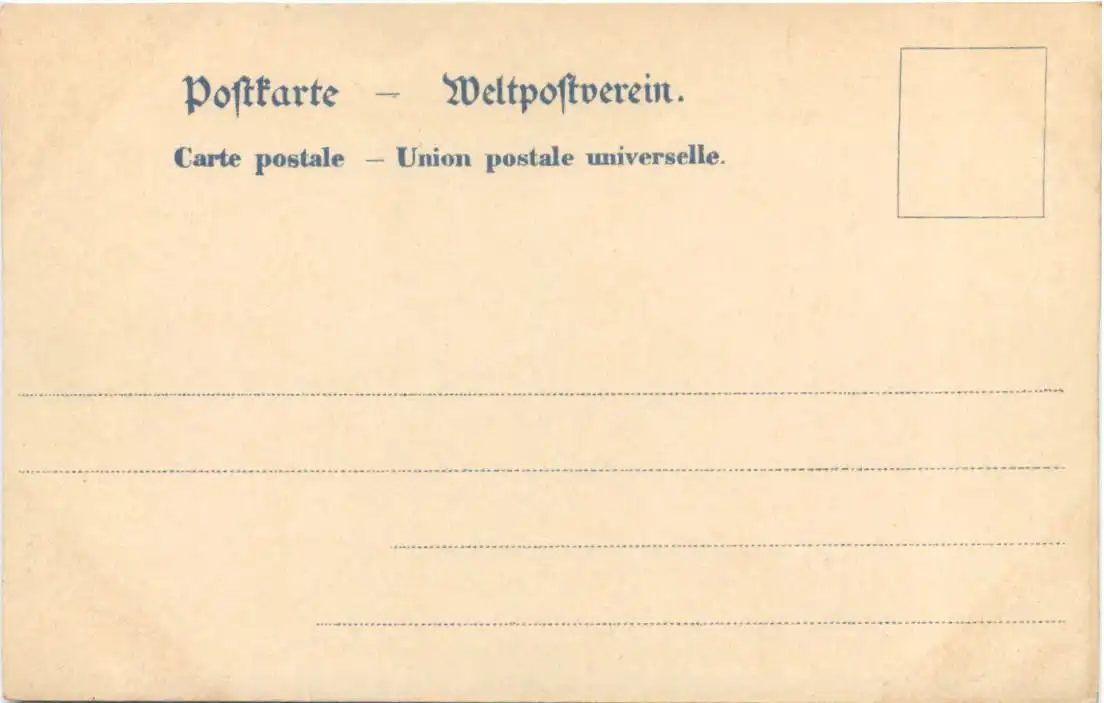 Postkarte – Weltpostverein.
Carte postale – Union postale universelle.